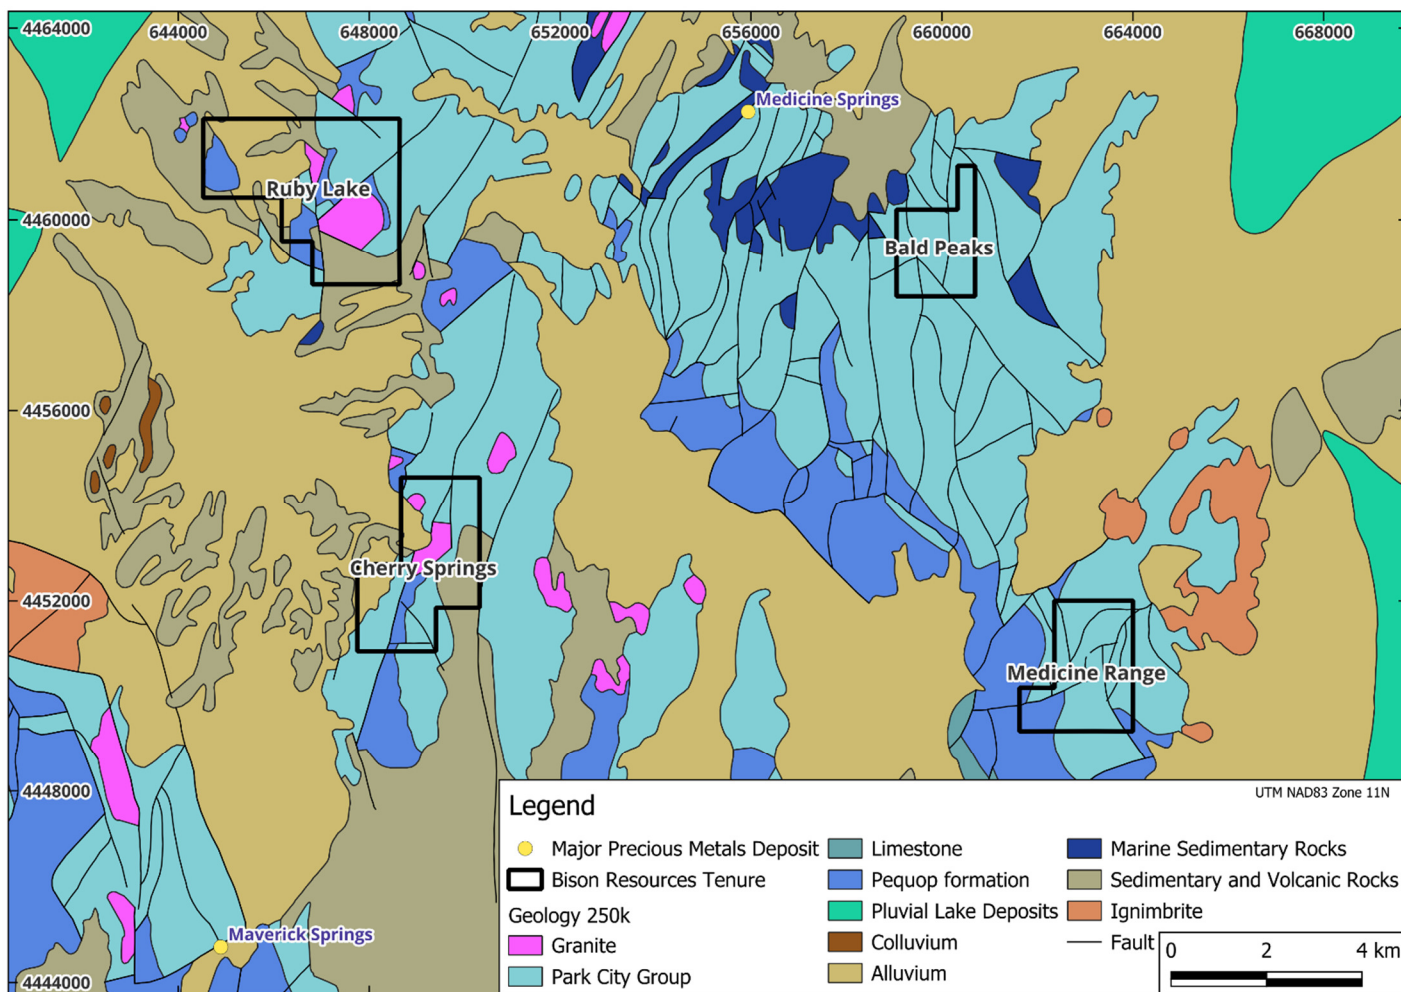 644000
648000
652000
656000
660000
664000
668000
4464000
Medicine Springs
Ruby Lake
4460000
Bald Peaks
4456000
Cherry Springs
4452000
Medicine Range
4448000
UTM NAD83 Zone 11N
Legend
Major Precious Metals Deposit
Bison Resources Tenure
Geology 250k
Granite
Park City Group
Limestone
Pequop formation
Pluvial Lake Deposits
Colluvium
Alluvium
Marine Sedimentary Rocks
Sedimentary and Volcanic Rocks
Ignimbrite
Fault
0 2 4 km
Maverick Springs
4444000